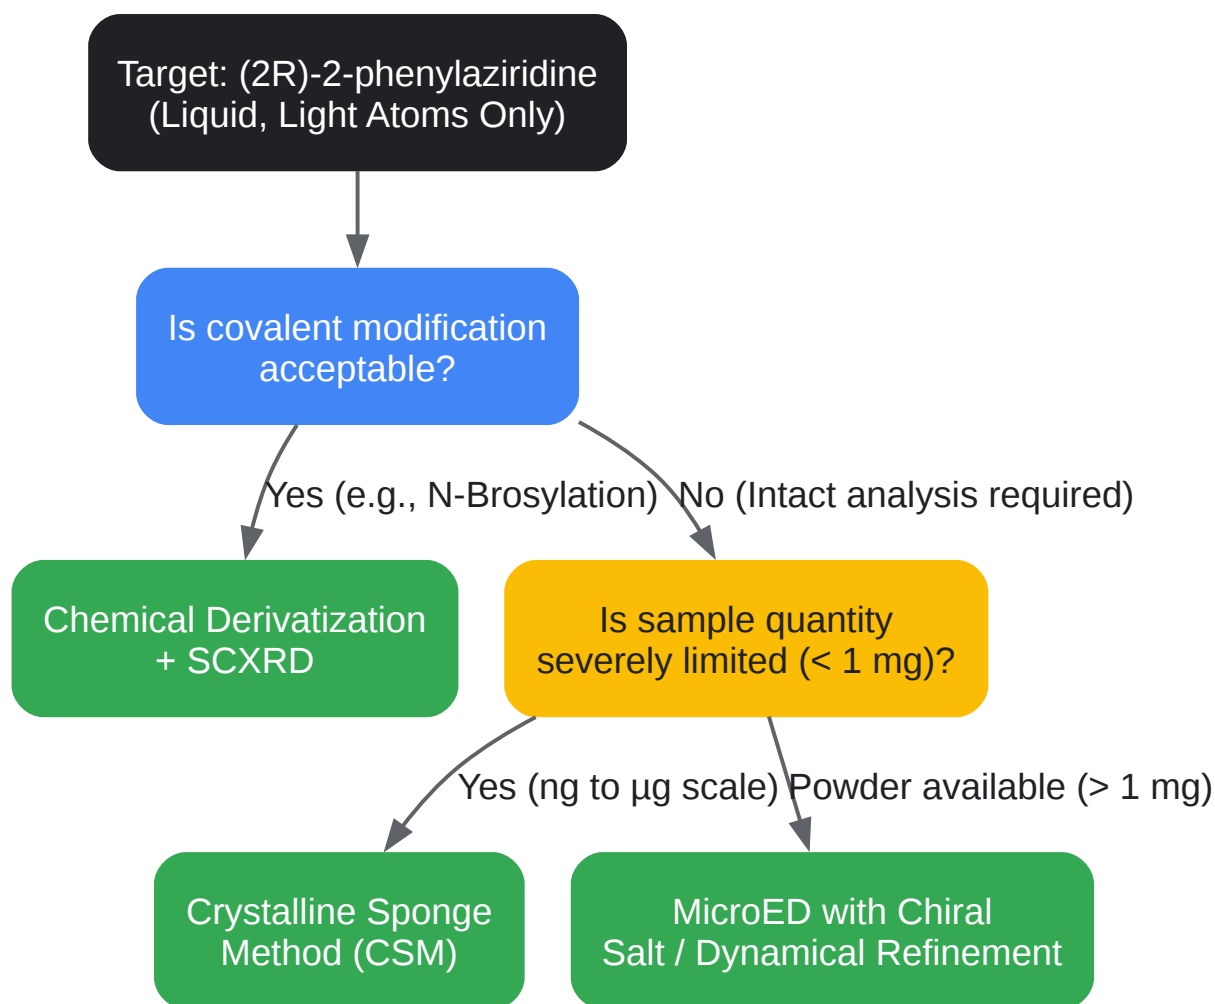 Target: (2R)-2-phenylaziridine
(Liquid, Light Atoms Only)
Is covalent modification
acceptable?
Yes (e.g., N-Brosylation)
No (Intact analysis required)
Chemical Derivatization
+ SCXRD
Is sample quantity
severely limited (< 1 mg)?
Yes (ng to µg scale)
Powder available (> 1 mg)
Crystalline Sponge
Method (CSM)
MicroED with Chiral
Salt / Dynamical Refinement